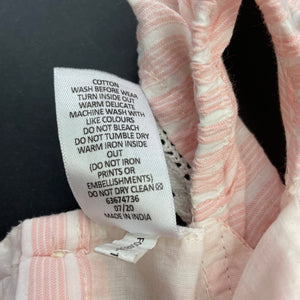 COTTON
WASH BEFORE WEAR
TURN INSIDE OUT
WARM DELICATE
MACHINE WASH WITH
LIKE COLOURS
DO NOT BLEACH
DO NOT TUMBLE DRY
WARM IRON INSIDE
OUT
(DO NOT IRON
PRINTS OR
EMBELLISHMENTS)
DO NOT DRY CLEAN
63674736
07/20
MADE IN INDIA